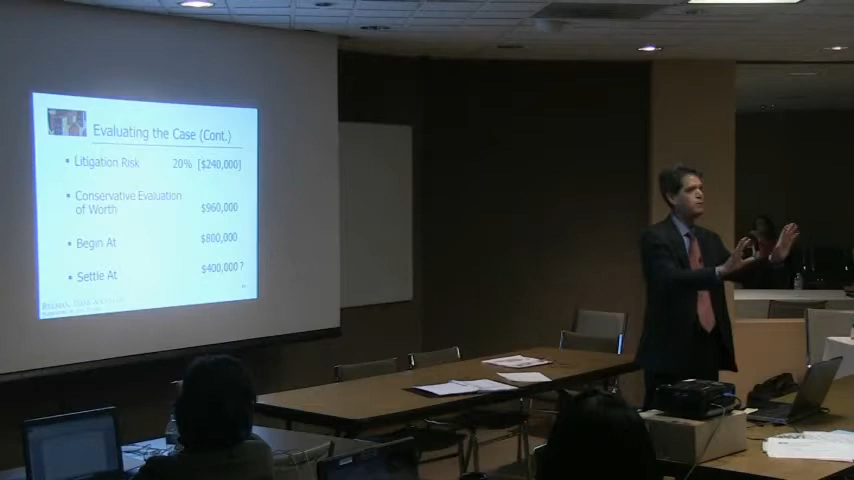 Evaluating the Case (Cont.)
• Litigation Risk 20% [$240,000]
• Conservative Evaluation
of Worth $960,000
• Begin At $800,000
• Settle At $400,000?